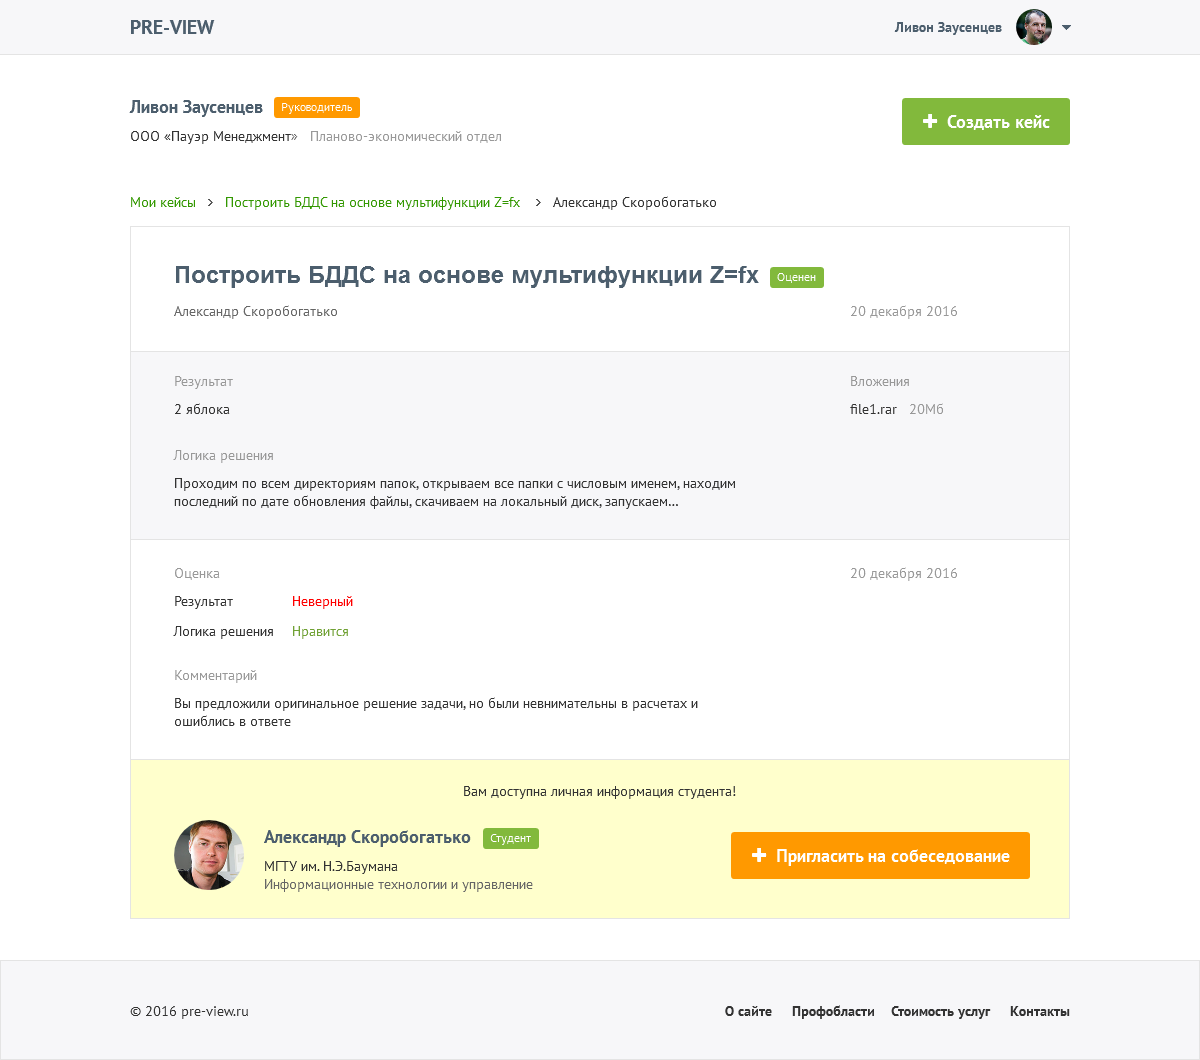 PRE-VIEW
Ливон Заусенцев
Ливон Заусенцев Руководитель
ООО «Пауэр Менеджмент» Планово-экономический отдел
Создать кейс
Мои кейсы > Построить БДДС на основе мультифункции Z=fx > Александр Скоробогатько
Построить БДДС на основе мультифункции Z=fx Оценен
Александр Скоробогатько 20 декабря 2016
Результат Вложения
2 яблока file1.rar 20Мб
Логика решения
Проходим по всем директориям папок, открываем все папки с числовым именем, находим
последний по дате обновления файлы, скачиваем на локальный диск, запускаем...
Оценка 20 декабря 2016
Результат Неверный
Логика решения Нравится
Комментарий
Вы предложили оригинальное решение задачи, но были невнимательны в расчетах и
ошиблись в ответе
Вам доступна личная информация студента!
Александр Скоробогатько Студент
МГТУ им. Н.Э.Баумана
Информационные технологии и управление
Пригласить на собеседование
© 2016 pre-view.ru О сайте Профобласти Стоимость услуг Контакты